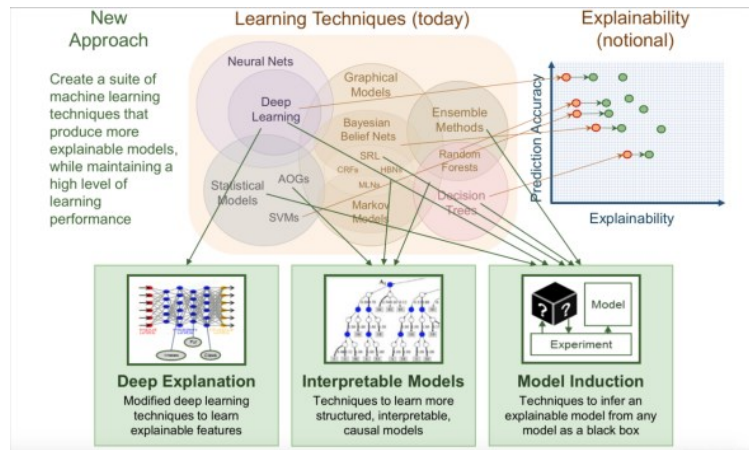 New
Approach
Create a suite of
machine learning
techniques that
produce more
explainable models,
while maintaining a
high level of
learning
performance
Learning Techniques (today)
Neural Nets
Deep
Learning
Graphical
Models
Bayesian
Belief Nets
SRL
CRFs HBNs
MLNs
Markov
Models
Ensemble
Methods
Random
Forests
Decision
Trees
Statistical
Models
AOGs
SVMs
Explainability
(notional)
Prediction Accuracy
Explainability
Deep Explanation
Modified deep learning
techniques to learn
explainable features
Interpretable Models
Techniques to learn more
structured, interpretable,
causal models
? ?
Model
Experiment
Model Induction
Techniques to infer an
explainable model from any
model as a black box